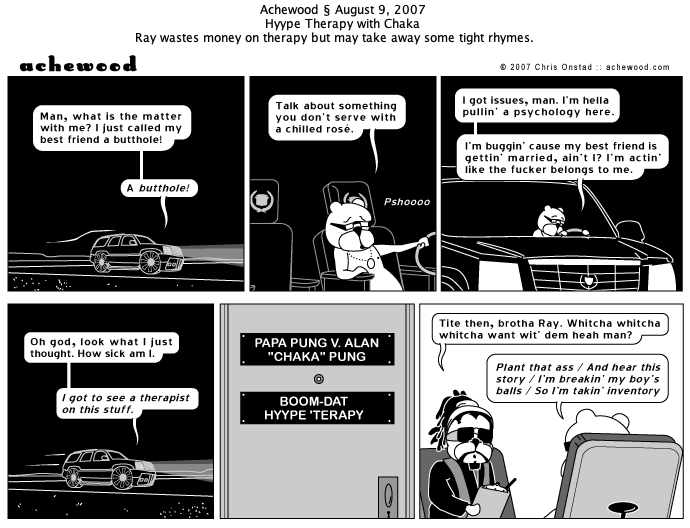 Achewood § August 9, 2007
Hyype Therapy with Chaka
Ray wastes money on therapy but may take away some tight rhymes.
achewood
© 2007 Chris Onstad :: achewood.com
Man, what is the matter
with me? I just called my
best friend a butthole!
A butthole!
Talk about something
you don't serve with
a chilled rosé.
Pshoooo
I got issues, man. I'm hella
pullin' a psychology here.
I'm buggin' cause my best friend is
gettin' married, ain't I? I'm actin'
like the fucker belongs to me.
Oh god, look what I just
thought. How sick am I.
I got to see a therapist
on this stuff.
PAPA PUNG V. ALAN
"CHAKA" PUNG
BOOM-DAT
HYYPE 'TERAPY
Tite then, brotha Ray. Whitcha whitcha
whitcha want wit' dem heah man?
Plant that ass / And hear this
story / I'm breakin' my boy's
balls / So I'm takin' inventory